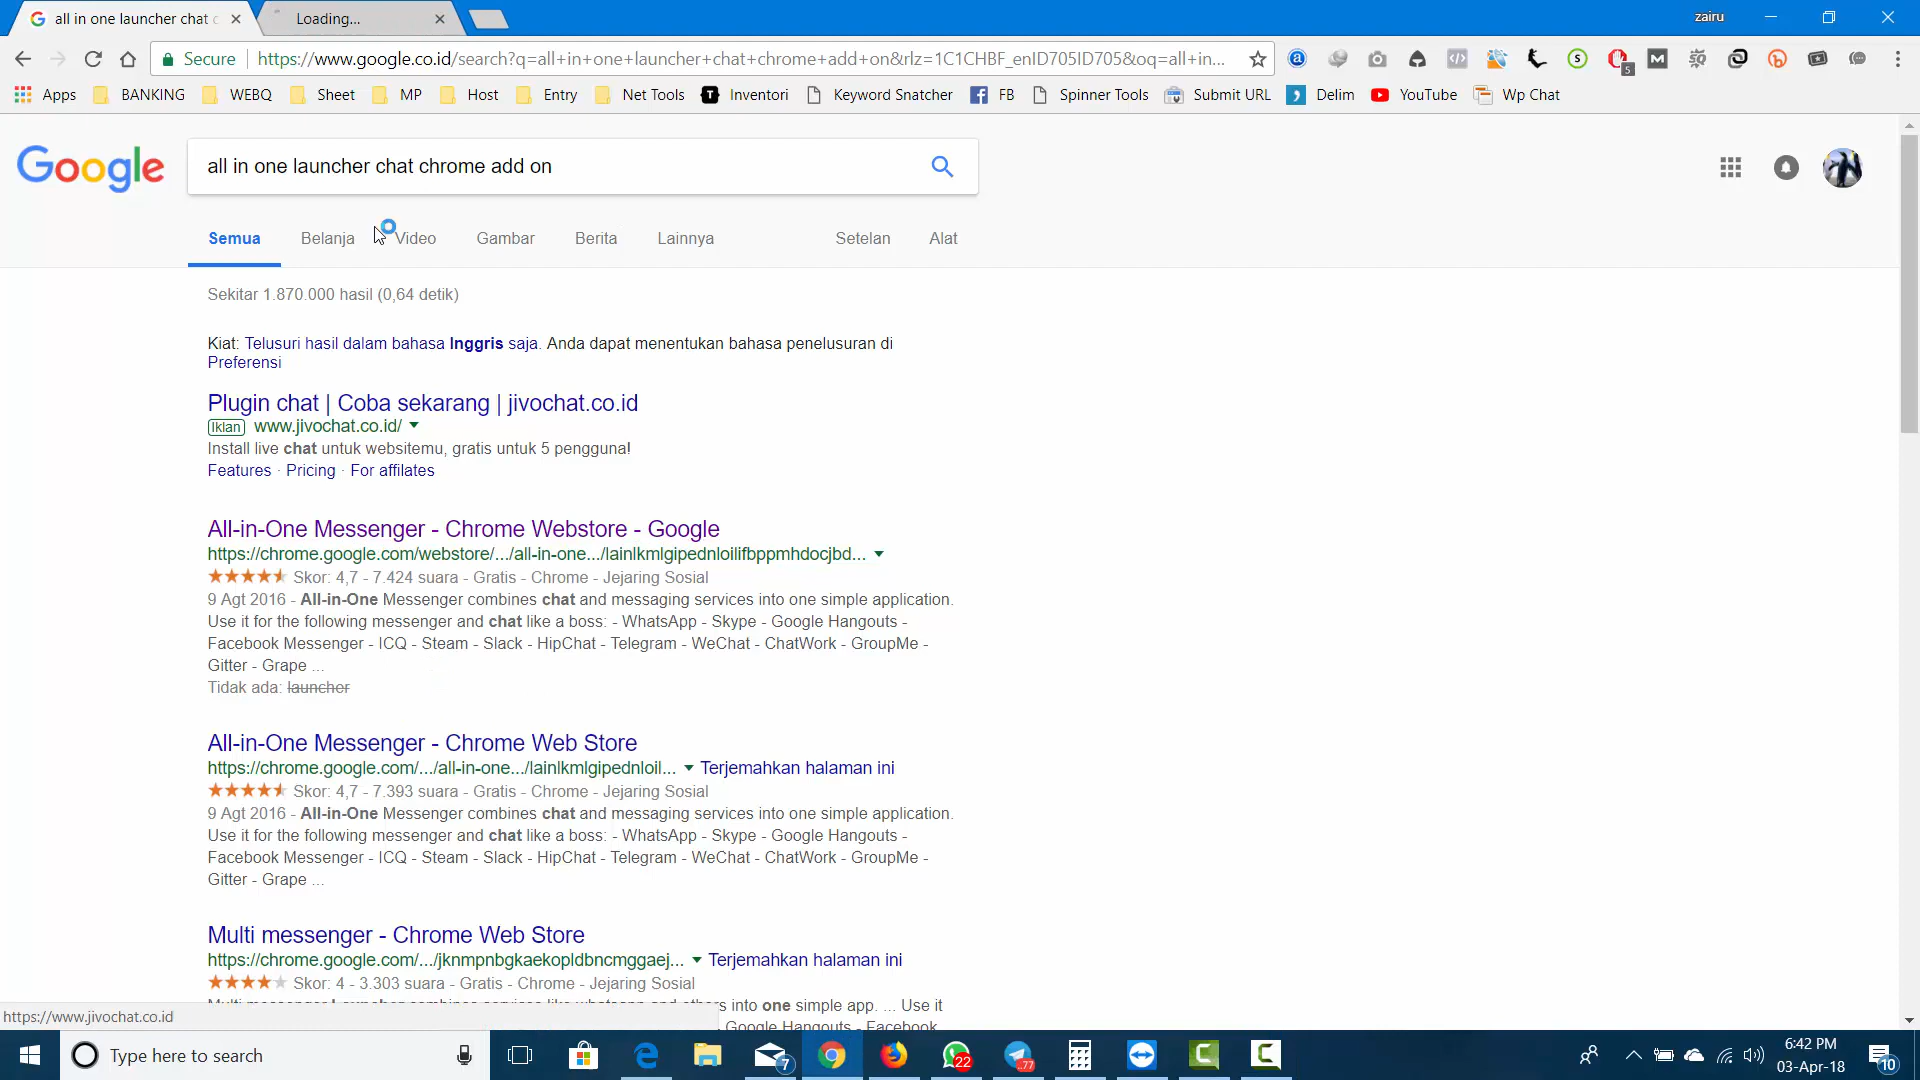 all in one launcher chat c
Loading...
zairu
Secure
https://www.google.co.id/search?q=all+in+one+launcher+chat+chrome+add+on&rlz=1C1CHBF_enID705ID705&oq=all+in...
5
Apps
BANKING
WEBQ
Sheet
MP
Host
Entry
Net Tools
Inventori
Keyword Snatcher
FB
Spinner Tools
Submit URL
Delim
YouTube
Wp Chat
Google
all in one launcher chat chrome add on
Semua
Belanja
Video
Gambar
Berita
Lainnya
Setelan
Alat
Sekitar 1.870.000 hasil (0,64 detik)
Kiat: Telusuri hasil dalam bahasa Inggris saja. Anda dapat menentukan bahasa penelusuran di
Preferensi
Plugin chat | Coba sekarang | jivochat.co.id
Iklan www.jivochat.co.id/
Install live chat untuk websitemu, gratis untuk 5 pengguna!
Features · Pricing · For affilates
All-in-One Messenger - Chrome Webstore - Google
https://chrome.google.com/webstore/.../all-in-one.../lainlkmlgipednloilifbppmhdocjbd...
Skor: 4,7 - 7.424 suara - Gratis - Chrome - Jejaring Sosial
9 Agt 2016 - All-in-One Messenger combines chat and messaging services into one simple application.
Use it for the following messenger and chat like a boss: - WhatsApp - Skype - Google Hangouts -
Facebook Messenger - ICQ - Steam - Slack - HipChat - Telegram - WeChat - ChatWork - GroupMe -
Gitter - Grape ...
Tidak ada: launcher
All-in-One Messenger - Chrome Web Store
https://chrome.google.com/.../all-in-one.../lainlkmlgipednloil... Terjemahkan halaman ini
Skor: 4,7 - 7.393 suara - Gratis - Chrome - Jejaring Sosial
9 Agt 2016 - All-in-One Messenger combines chat and messaging services into one simple application.
Use it for the following messenger and chat like a boss: - WhatsApp - Skype - Google Hangouts -
Facebook Messenger - ICQ - Steam - Slack - HipChat - Telegram - WeChat - ChatWork - GroupMe -
Gitter - Grape ...
Multi messenger - Chrome Web Store
https://chrome.google.com/.../jknmpnbgkaekopldbncmggaej... Terjemahkan halaman ini
Skor: 4 - 3.303 suara - Gratis - Chrome - Jejaring Sosial
into one simple app. ... Use it
Google Hangouts - Facebook
https://www.jivochat.co.id
Type here to search
7
22
77
6:42 PM
03-Apr-18
10